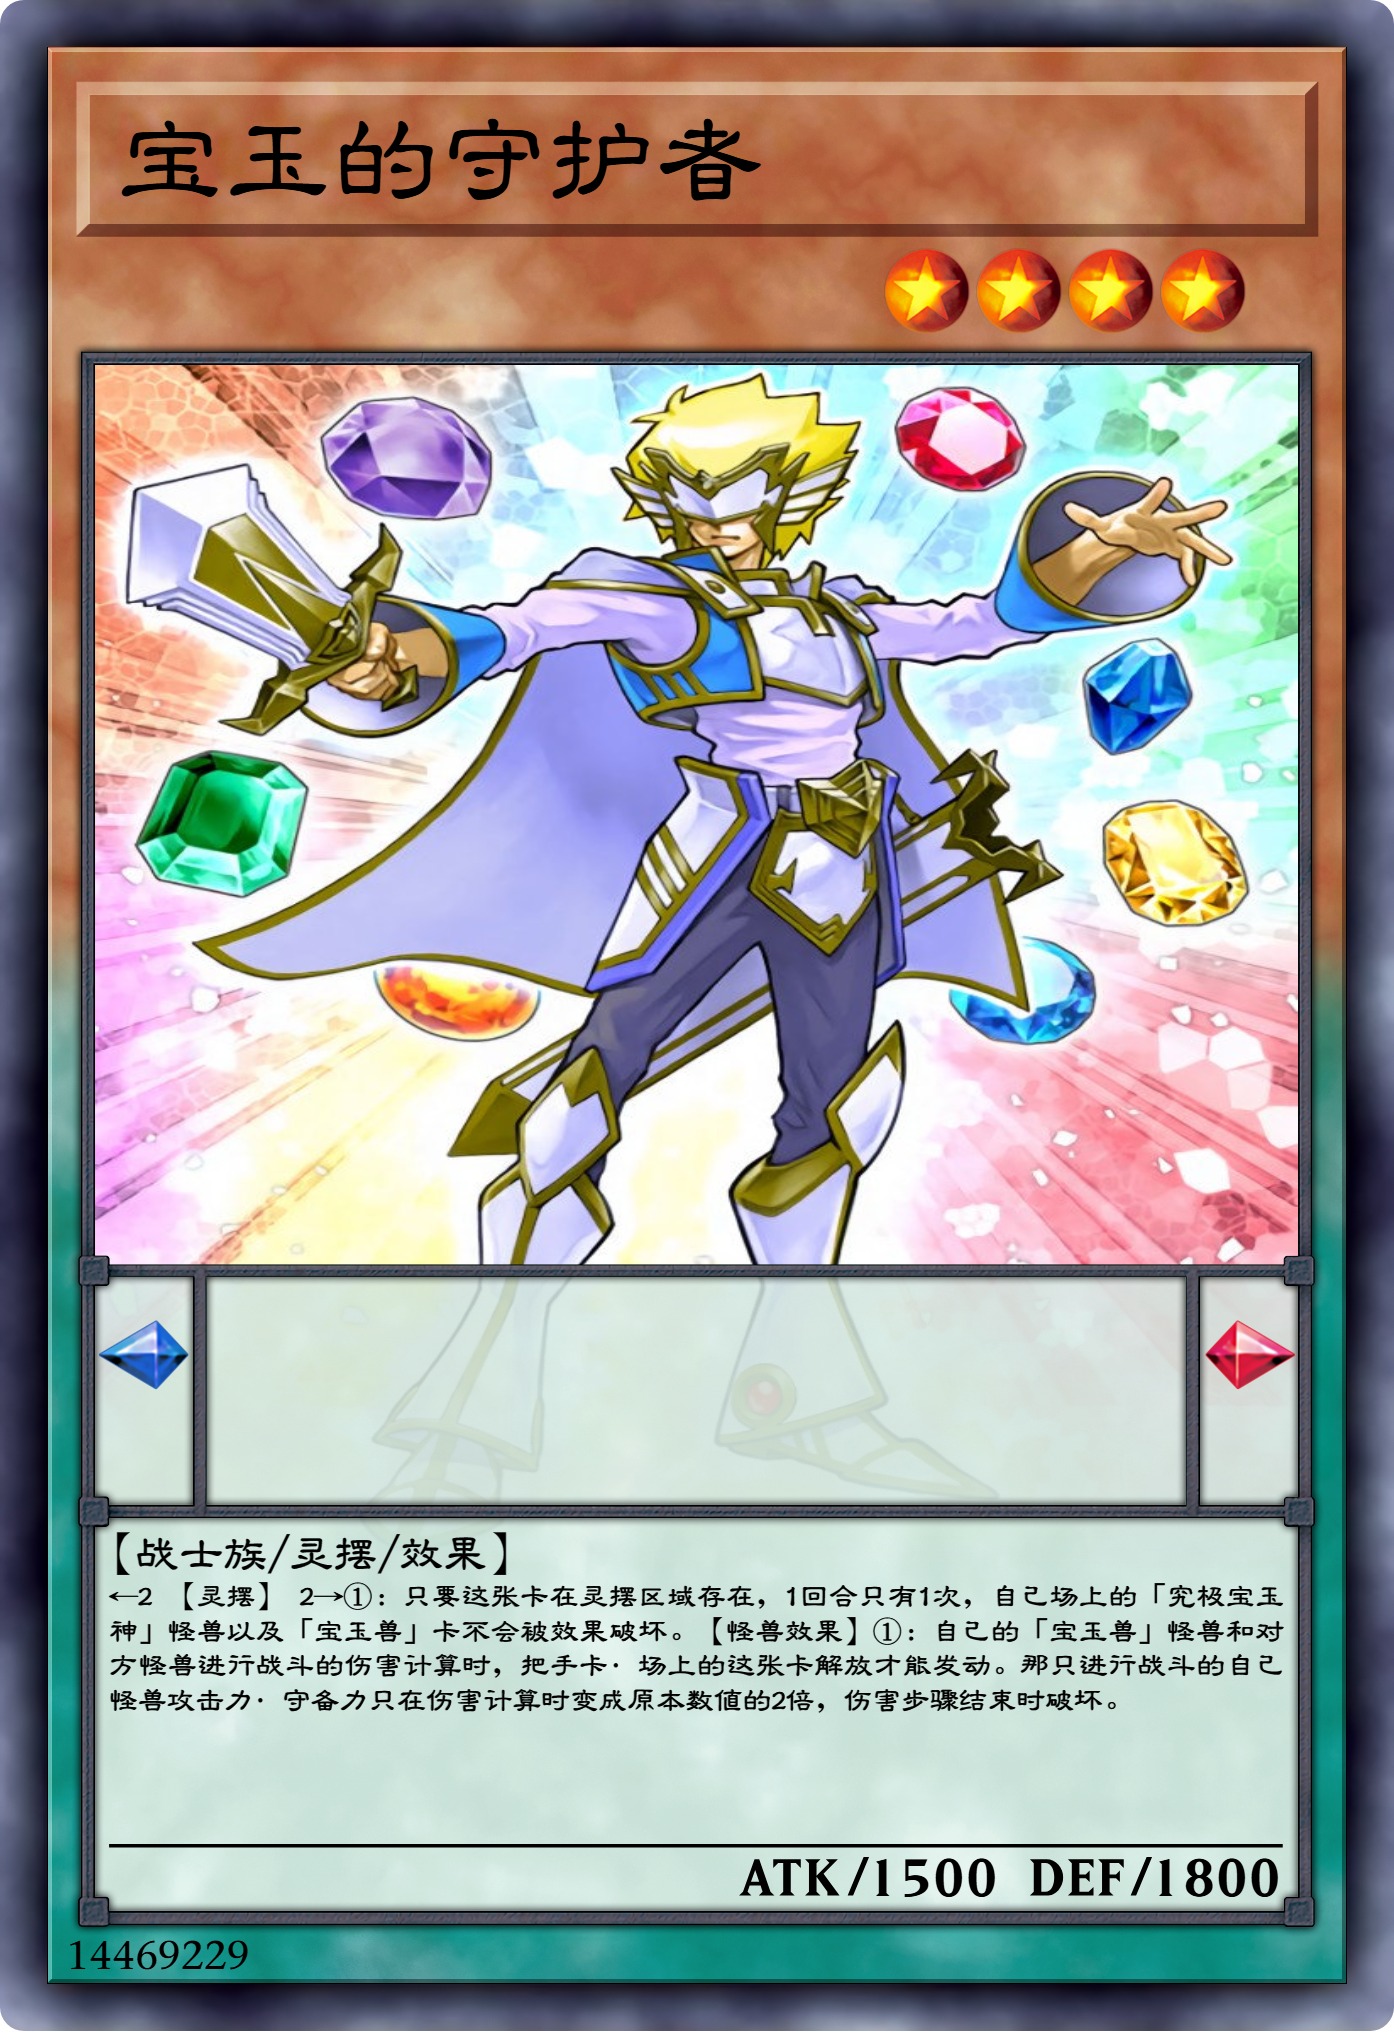 宝玉的守护者
【战士族/灵摆/效果】
←2 【灵摆】 2→①：只要这张卡在灵摆区域存在，1回合只有1次，自己场上的「究极宝玉
神」怪兽以及「宝玉兽」卡不会被效果破坏。【怪兽效果】①：自己的「宝玉兽」怪兽和对
方怪兽进行战斗的伤害计算时，把手卡·场上的这张卡解放才能发动。那只进行战斗的自己
怪兽攻击力·守备力只在伤害计算时变成原本数值的2倍，伤害步骤结束时破坏。
ATK/1500 DEF/1800
14469229